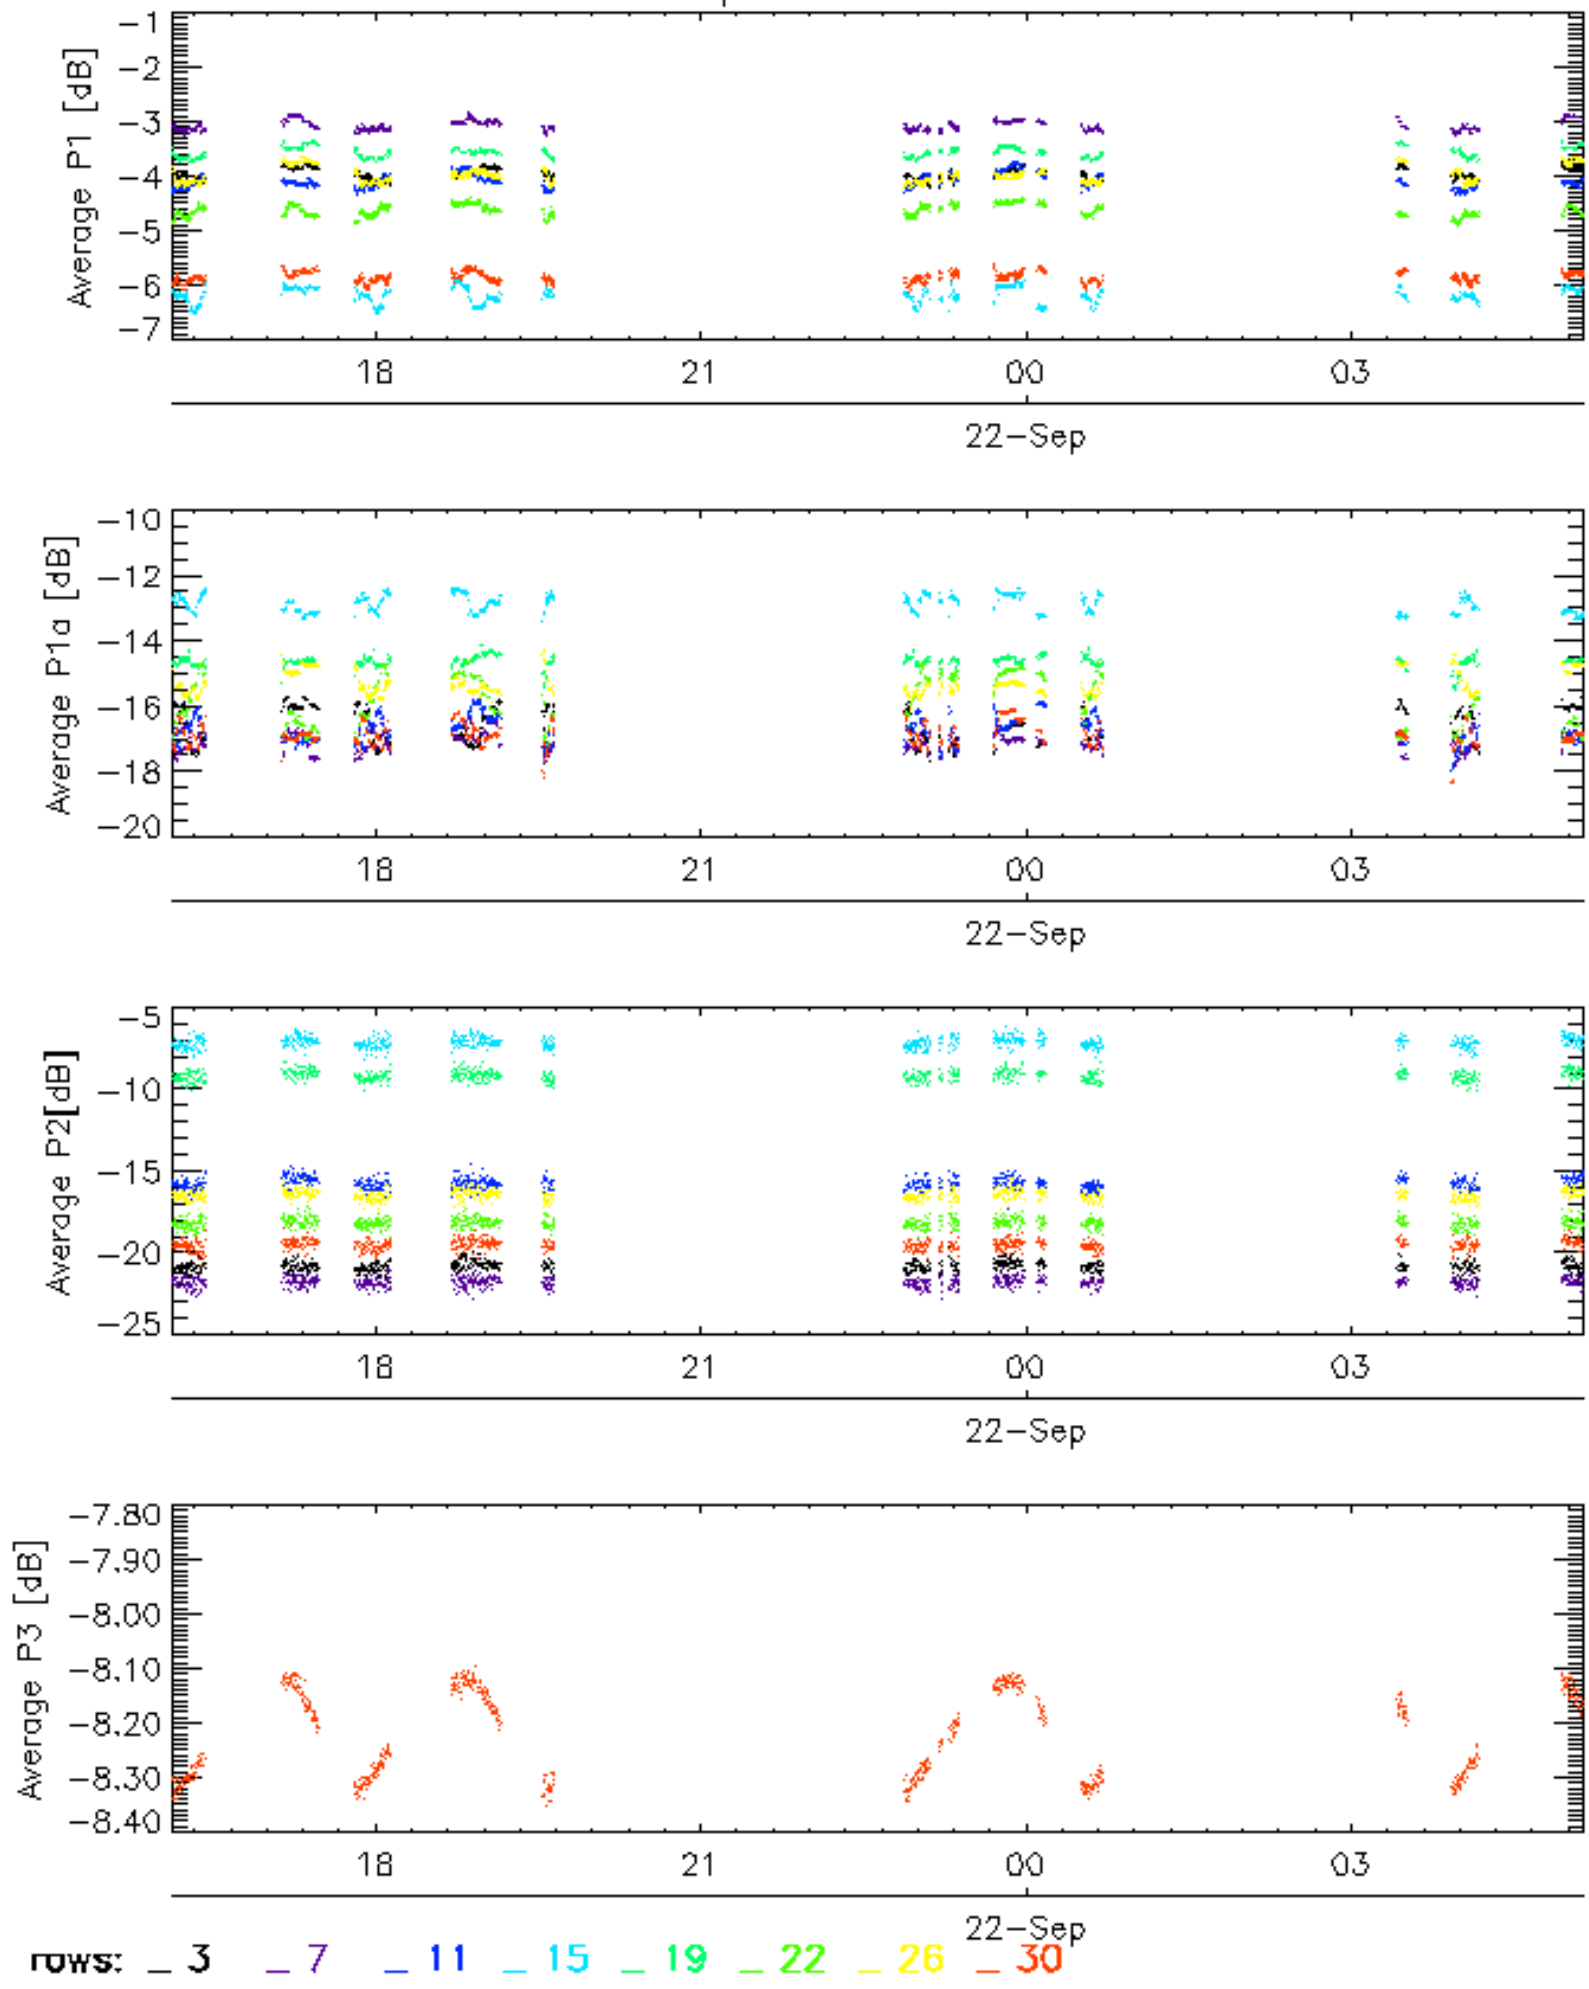 Average P1 [dB]
−1
−2
−3
−4
−5
−6
−7
18 21 00 03
22−Sep
Average P1a [dB]
−10
−12
−14
−16
−18
−20
18 21 00 03
22−Sep
Average P2[dB]
−5
−10
−15
−20
−25
18 21 00 03
22−Sep
Average P3 [dB]
−7.80
−7.90
−8.00
−8.10
−8.20
−8.30
−8.40
18 21 00 03
22−Sep
rows: _ 3 _ 7 _ 11 _ 15 _ 19 _ 22 _ 26 _ 30